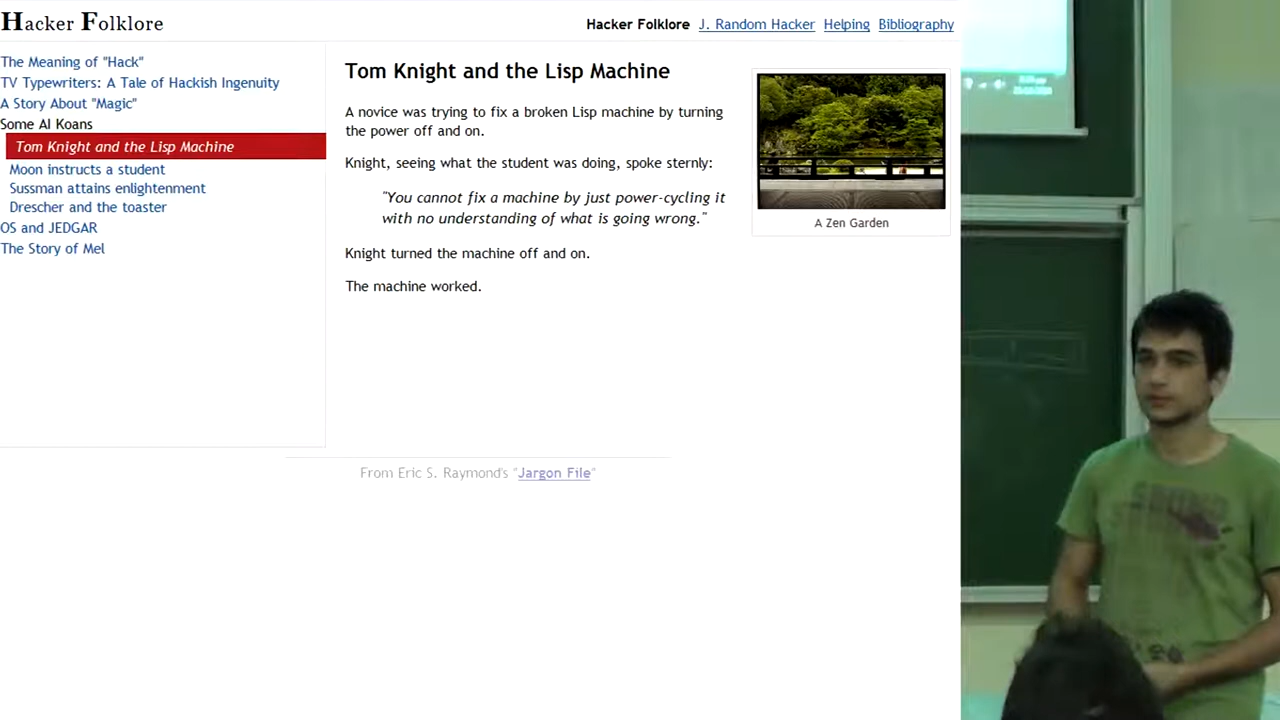 Hacker Folklore
Hacker Folklore J. Random Hacker Helping Bibliography
The Meaning of "Hack"
TV Typewriters: A Tale of Hackish Ingenuity
A Story About "Magic"
Some AI Koans
Tom Knight and the Lisp Machine
Moon instructs a student
Sussman attains enlightenment
Drescher and the toaster
OS and JEDGAR
The Story of Mel
Tom Knight and the Lisp Machine
A novice was trying to fix a broken Lisp machine by turning
the power off and on.
Knight, seeing what the student was doing, spoke sternly:
"You cannot fix a machine by just power-cycling it
with no understanding of what is going wrong."
Knight turned the machine off and on.
The machine worked.
A Zen Garden
From Eric S. Raymond's "Jargon File"